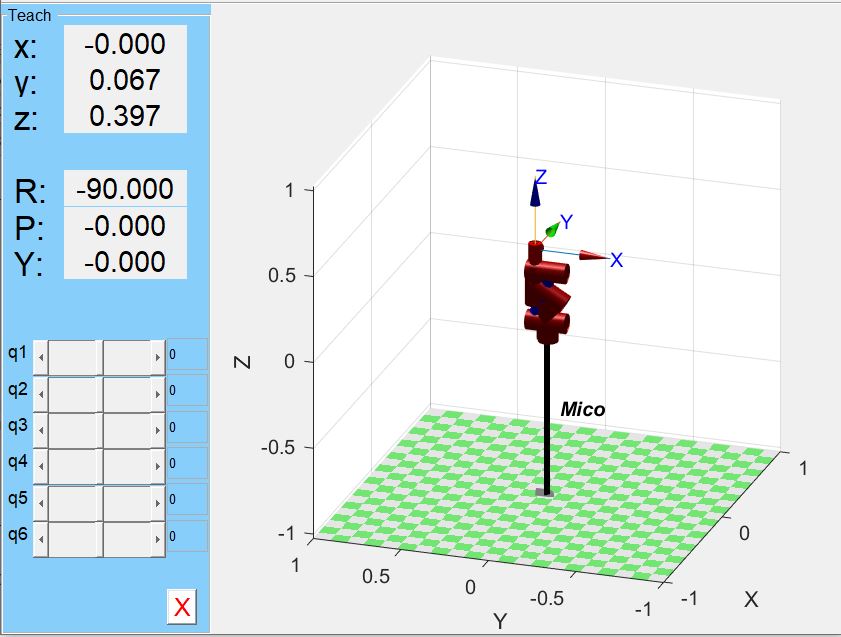 Teach
x: -0.000
y: 0.067
z: 0.397
R: -90.000
P: -0.000
Y: -0.000
q1 0
q2 0
q3 0
q4 0
q5 0
q6 0
X
Z
Y
X
Mico
1
0.5
0
-0.5
-1
Z
1
0.5
0
-0.5
-1
Y
-1
0
1
X